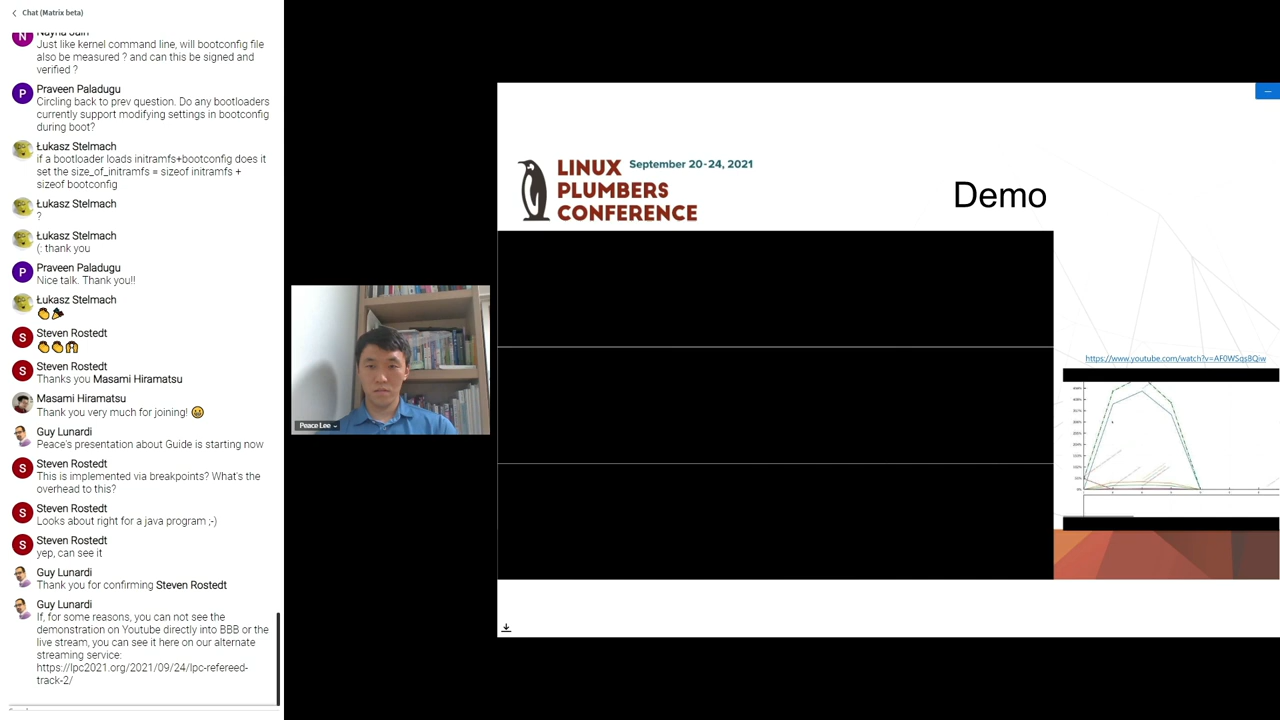 Chat (Matrix beta)
Nayna Jain
Just like kernel command line, will bootconfig file
also be measured ? and can this be signed and
verified ?
Praveen Paladugu
Circling back to prev question. Do any bootloaders
currently support modifying settings in bootconfig
during boot?
Łukasz Stelmach
if a bootloader loads initramfs+bootconfig does it
set the size_of_initramfs = sizeof initramfs +
sizeof bootconfig
Łukasz Stelmach
?
Łukasz Stelmach
(: thank you
Praveen Paladugu
Nice talk. Thank you!!
Łukasz Stelmach
Steven Rostedt
Steven Rostedt
Thanks you Masami Hiramatsu
Masami Hiramatsu
Thank you very much for joining!
Guy Lunardi
Peace's presentation about Guide is starting now
Steven Rostedt
This is implemented via breakpoints? What's the
overhead to this?
Steven Rostedt
Looks about right for a java program ;-)
Steven Rostedt
yep, can see it
Guy Lunardi
Thank you for confirming Steven Rostedt
Guy Lunardi
If, for some reasons, you can not see the
demonstration on Youtube directly into BBB or the
live stream, you can see it here on our alternate
streaming service:
https://lpc2021.org/2021/09/24/lpc-refereed-
track-2/
Peace Lee
LINUX September 20-24, 2021
PLUMBERS
CONFERENCE
Demo
https://www.youtube.com/watch?v=AF0WSqs8Qiw